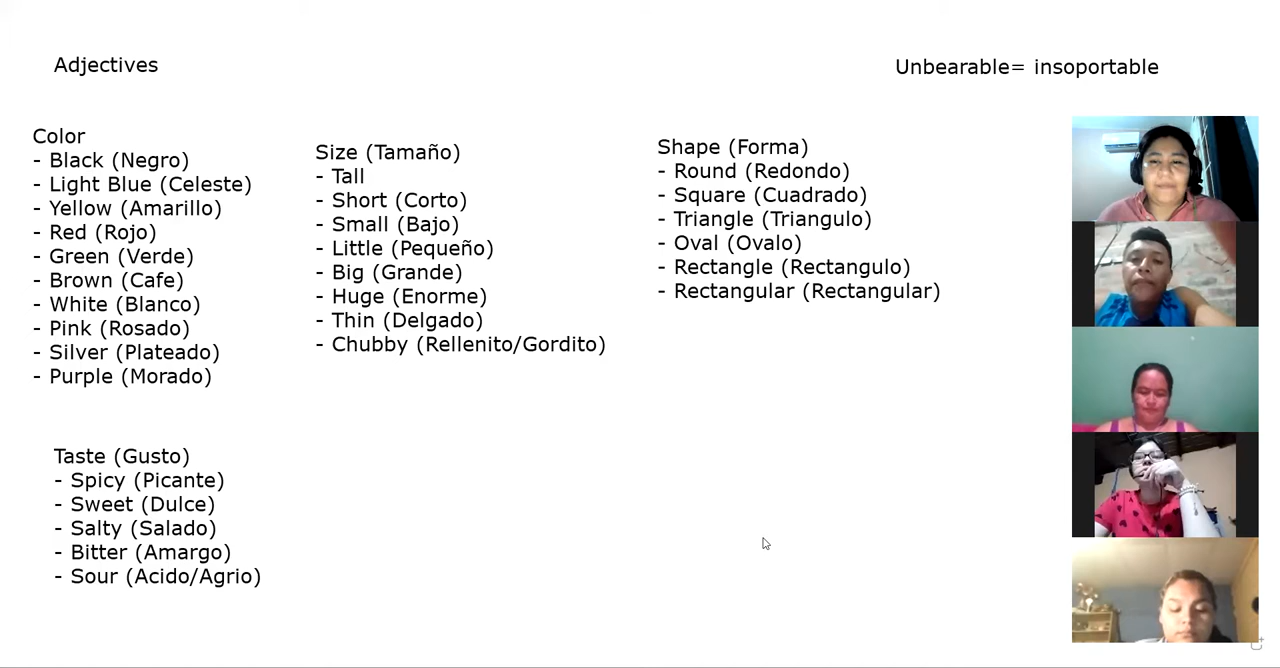 Adjectives
Unbearable= insoportable
Color
- Black (Negro)
- Light Blue (Celeste)
- Yellow (Amarillo)
- Red (Rojo)
- Green (Verde)
- Brown (Cafe)
- White (Blanco)
- Pink (Rosado)
- Silver (Plateado)
- Purple (Morado)
Size (Tamaño)
- Tall
- Short (Corto)
- Small (Bajo)
- Little (Pequeño)
- Big (Grande)
- Huge (Enorme)
- Thin (Delgado)
- Chubby (Rellenito/Gordito)
Shape (Forma)
- Round (Redondo)
- Square (Cuadrado)
- Triangle (Triangulo)
- Oval (Ovalo)
- Rectangle (Rectangulo)
- Rectangular (Rectangular)
Taste (Gusto)
- Spicy (Picante)
- Sweet (Dulce)
- Salty (Salado)
- Bitter (Amargo)
- Sour (Acido/Agrio)